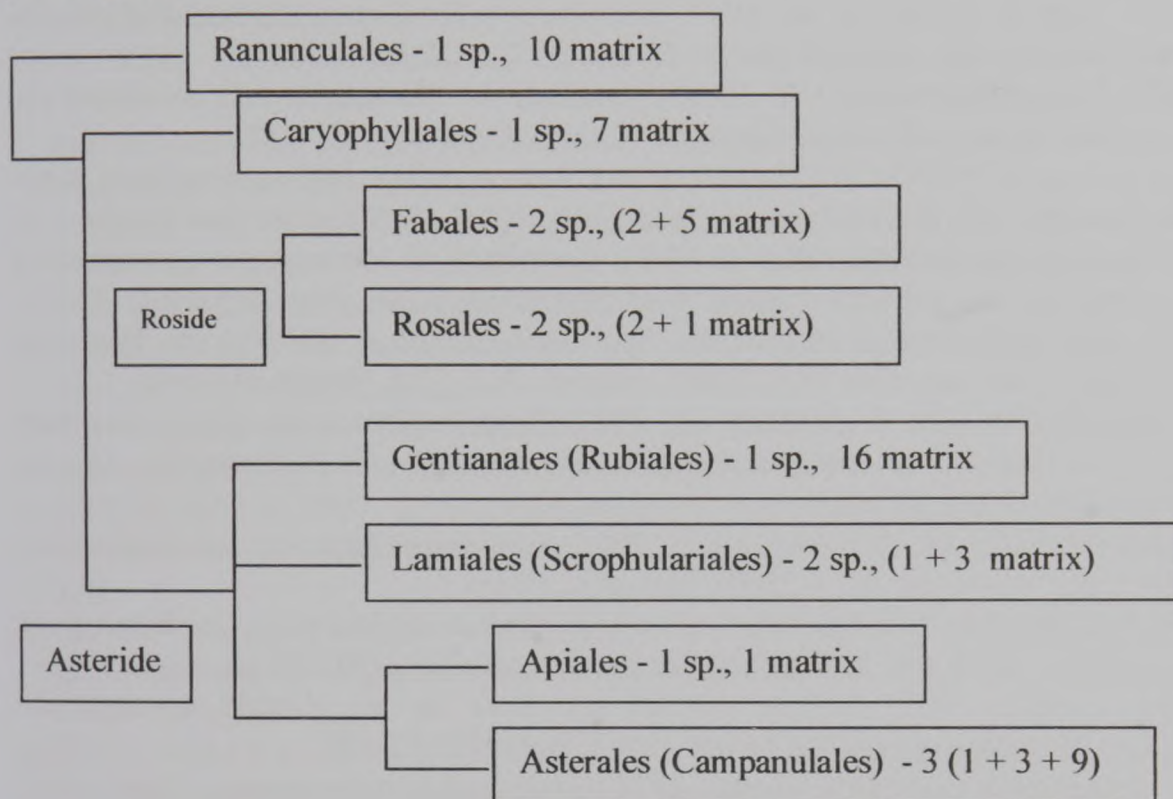 Ranunculales - 1 sp., 10 matrix
Caryophyllales - 1 sp., 7 matrix
Fabales - 2 sp., (2 + 5 matrix)
Roside
Rosales - 2 sp., (2 + 1 matrix)
Gentianales (Rubiales) - 1 sp., 16 matrix
Lamiales (Scrophulariales) - 2 sp., (1 + 3 matrix)
Asteride
Apiales - 1 sp., 1 matrix
Asterales (Campanulales) - 3 (1 + 3 + 9)